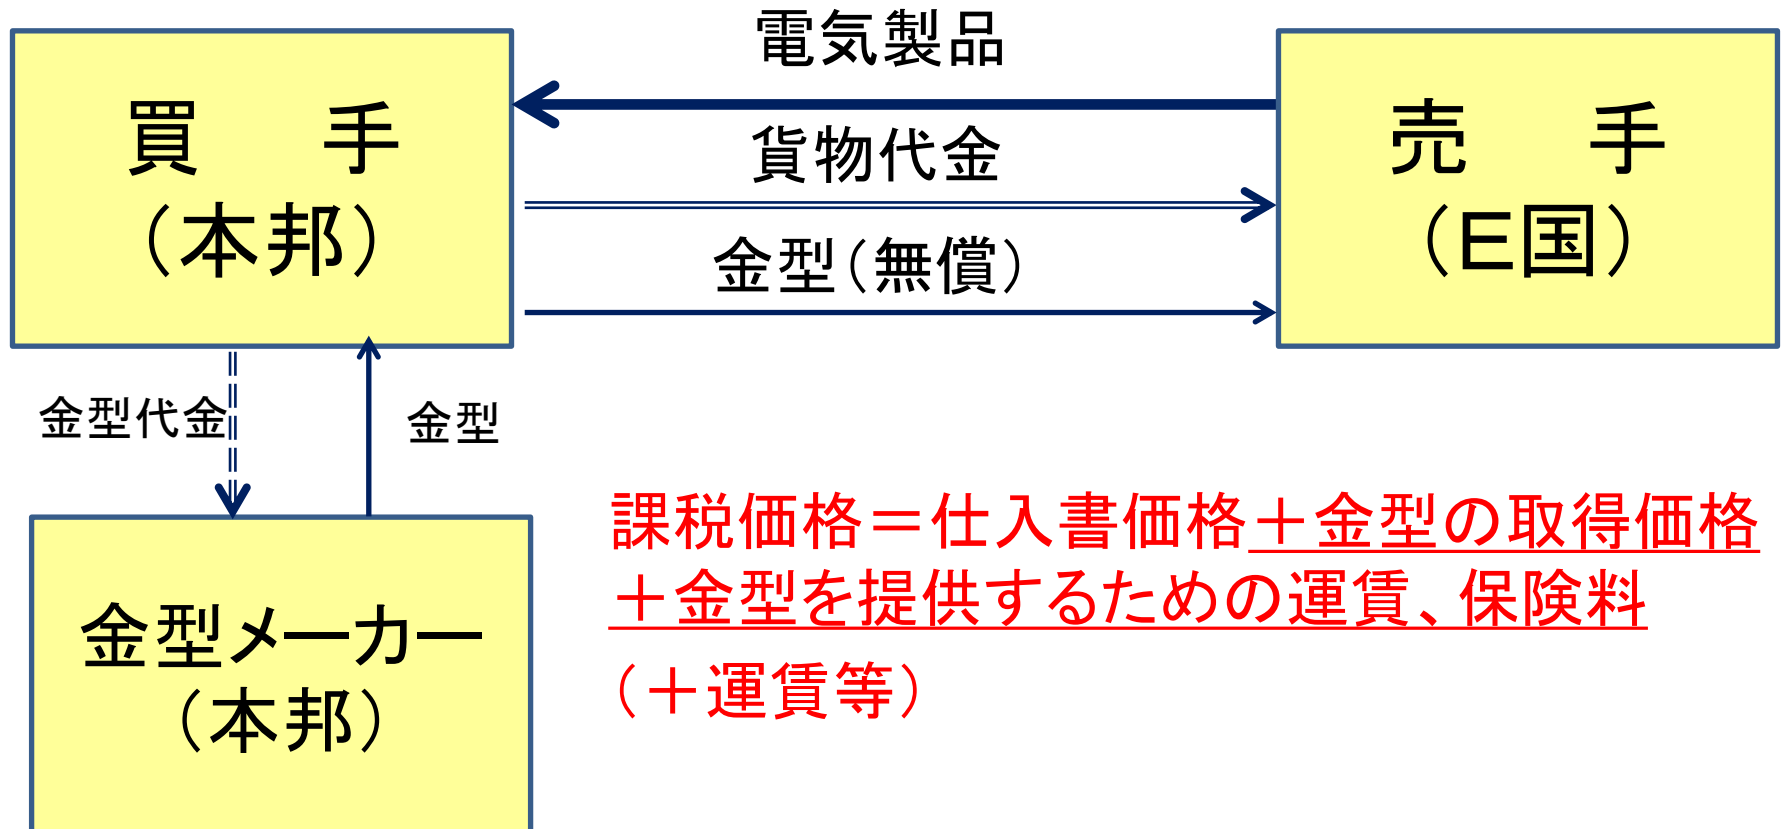 電気製品
買　手
（本邦）
売　手
（Ｅ国）
貨物代金
金型（無償）
金型代金
金型
課税価格＝仕入書価格＋金型の取得価格
＋金型を提供するための運賃、保険料
（＋運賃等）
金型メーカー
（本邦）